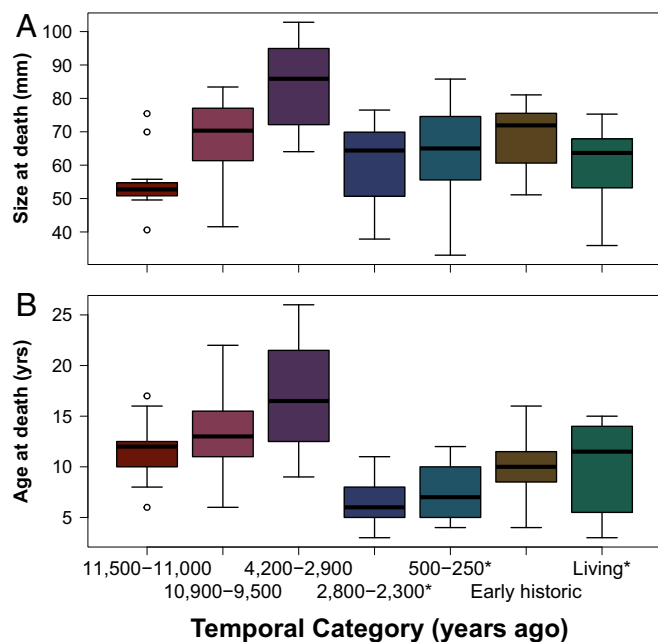 A
Size at death (mm)
100
90
80
70
60
50
40
B
Age at death (yrs)
25
20
15
10
5
11,500−11,000
10,900−9,500
4,200−2,900
2,800−2,300*
500−250*
Early historic
Living*
Temporal Category (years ago)